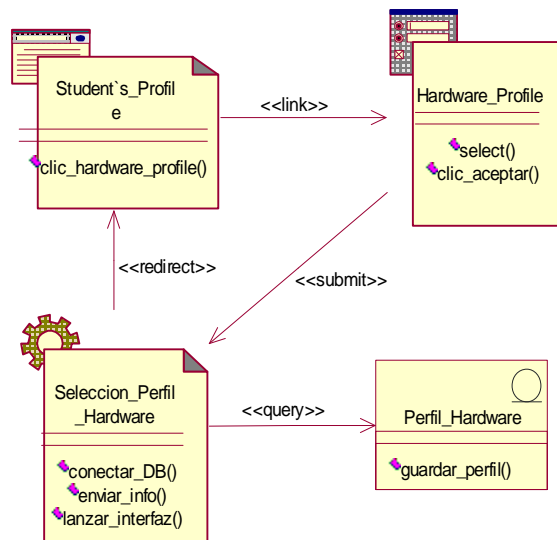 Student`s_Profil
e
clic_hardware_profile()
<<link>>
Hardware_Profile
select()
clic_aceptar()
<<redirect>>
<<submit>>
Seleccion_Perfil
_Hardware
conectar_DB()
enviar_info()
lanzar_interfaz()
<<query>>
Perfil_Hardware
guardar_perfil()